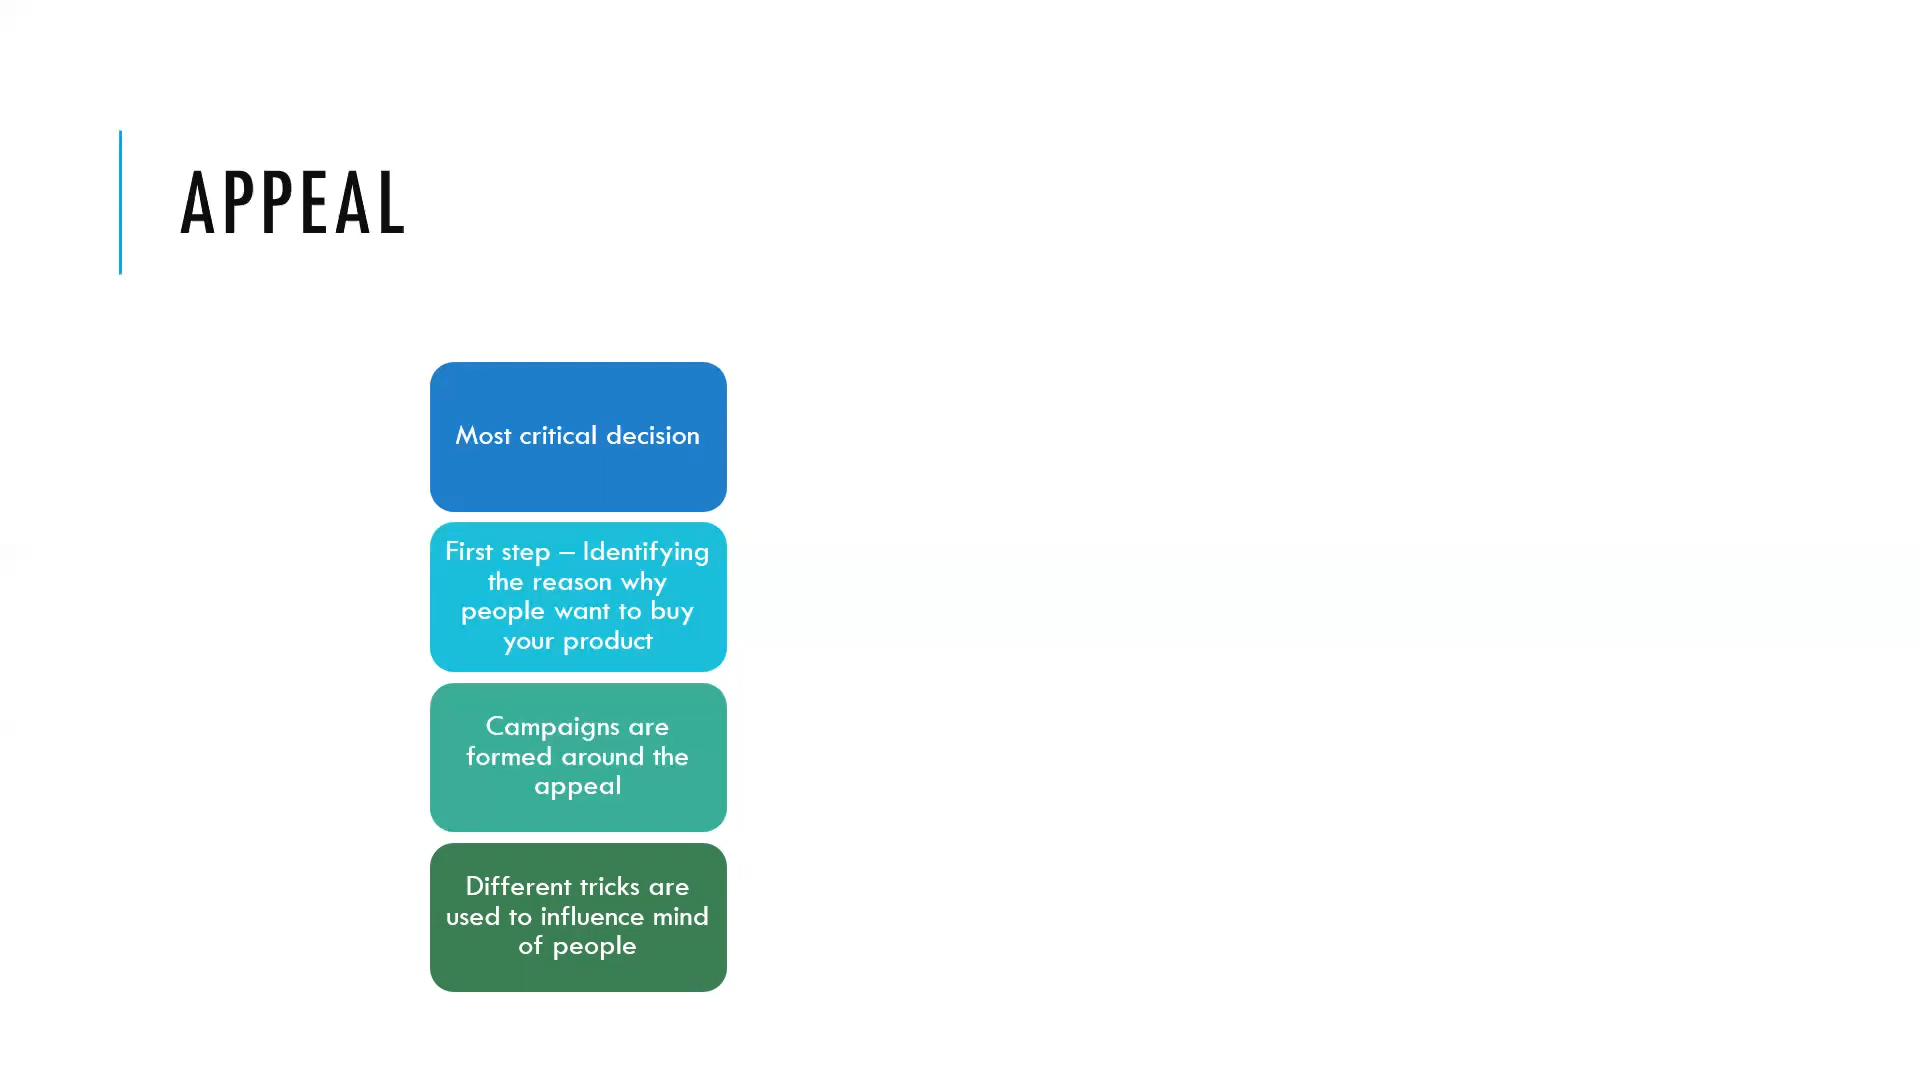 APPEAL
Most critical decision
First step – Identifying
the reason why
people want to buy
your product
Campaigns are
formed around the
appeal
Different tricks are
used to influence mind
of people